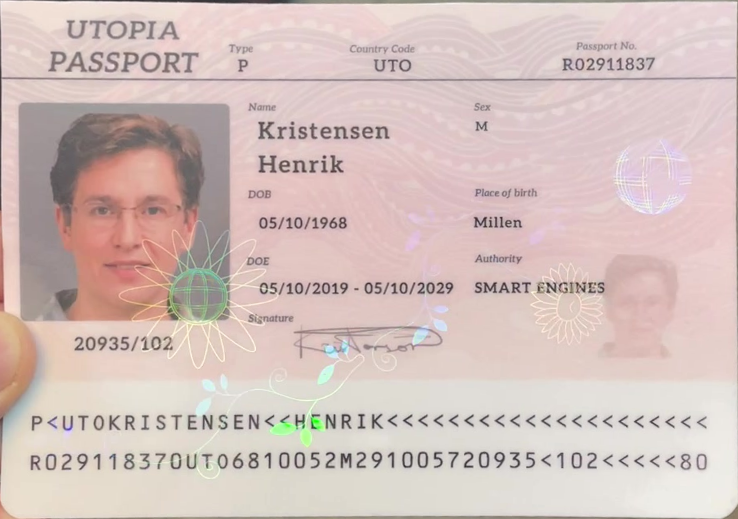 UTOPIA
PASSPORT
Type
P
Country Code
UTO
Passport No.
R02911837
Name
Kristensen
Henrik
Sex
M
DOB
05/10/1968
Place of birth
Millen
DOE
05/10/2019 - 05/10/2029
Authority
SMART ENGINES
Signature
20935/102
P<UTOKRISTENSEN<<HENRIK<<<<<<<<<<<<<<<<<<<<<
R029118370UTO6810052M291005720935<102<<<<<80